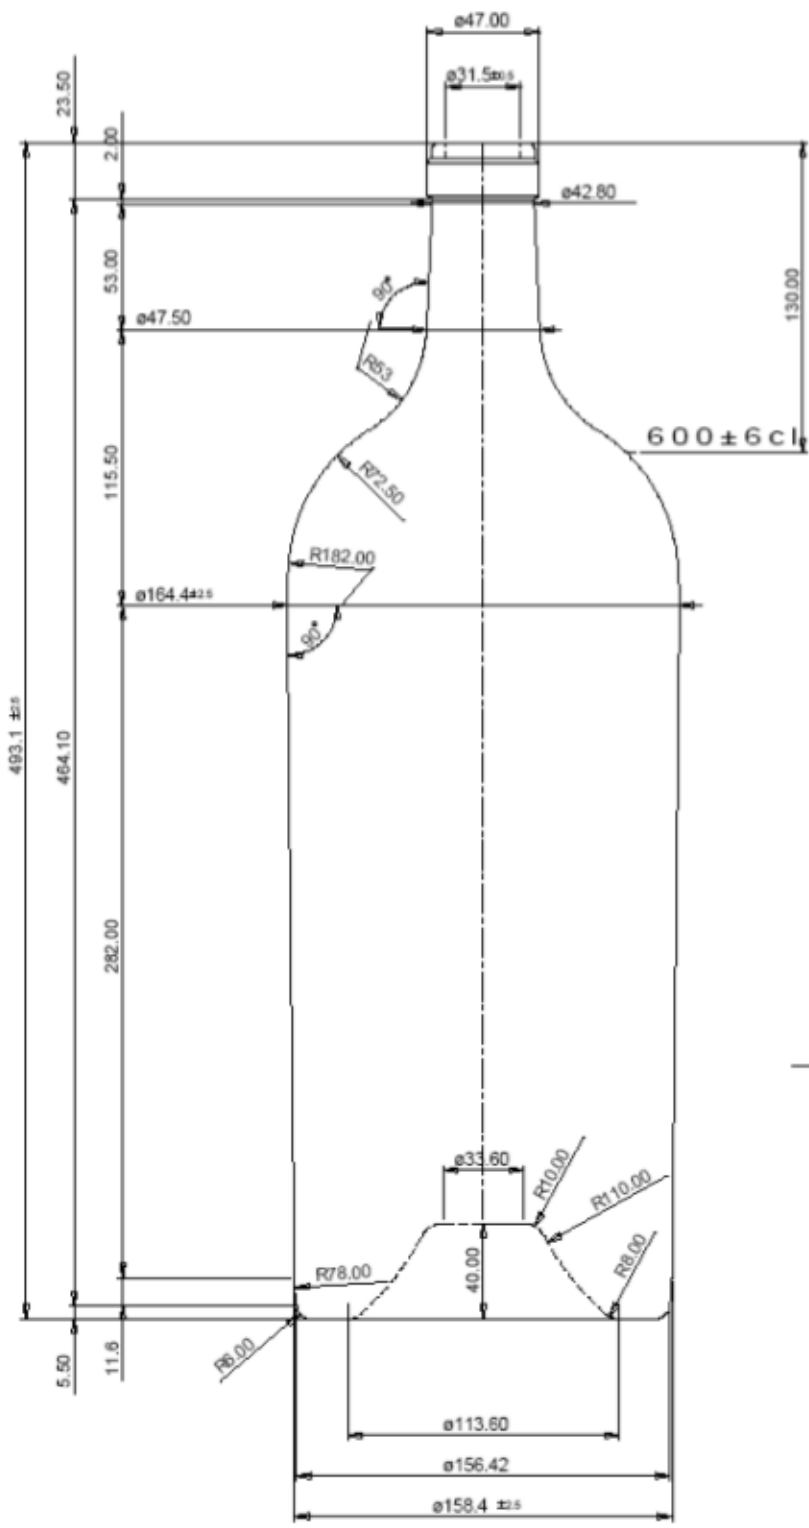 ø47.00
ø31.5±0.5
23.50
2.00
ø42.80
53.00
90°
130.00
ø47.50
R53
600±6cl
115.50
R72.50
R182.00
ø164.4±2.5
90°
493.1 ±2.5
464.10
282.00
ø33.60
R10.00
R110.00
40.00
R8.00
R78.00
R6.00
11.6
5.50
ø113.60
ø156.42
ø158.4 ±2.5